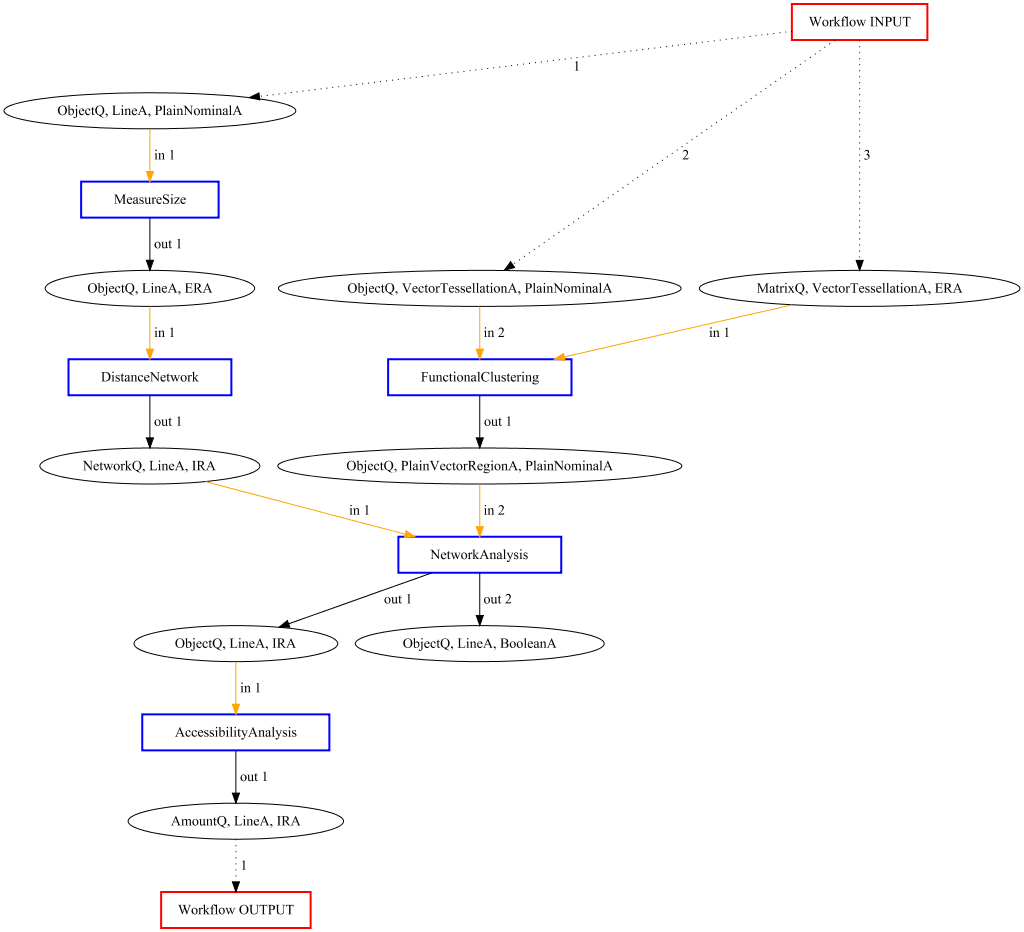 Workflow INPUT
1
ObjectQ, LineA, PlainNominalA
in 1
2
3
MeasureSize
out 1
ObjectQ, LineA, ERA
ObjectQ, VectorTessellationA, PlainNominalA
MatrixQ, VectorTessellationA, ERA
in 1
in 2
in 1
DistanceNetwork
FunctionalClustering
out 1
out 1
NetworkQ, LineA, IRA
ObjectQ, PlainVectorRegionA, PlainNominalA
in 1
in 2
NetworkAnalysis
out 1
out 2
ObjectQ, LineA, IRA
ObjectQ, LineA, BooleanA
in 1
AccessibilityAnalysis
out 1
AmountQ, LineA, IRA
1
Workflow OUTPUT